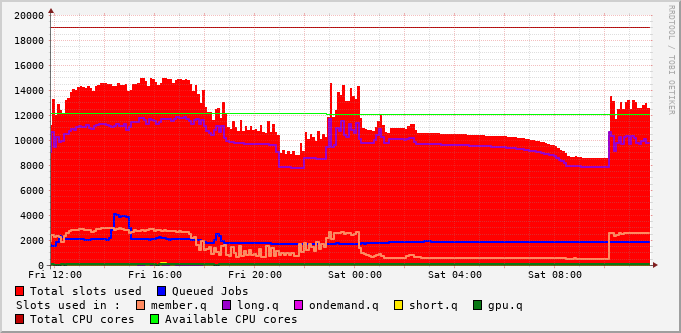 20000
18000
16000
14000
12000
10000
8000
6000
4000
2000
0
Fri 12:00 Fri 16:00 Fri 20:00 Sat 00:00 Sat 04:00 Sat 08:00
Total slots used Queued Jobs
Slots used in : member.q long.q ondemand.q short.q gpu.q
Total CPU cores Available CPU cores
RRDTOOL / TOBI OETIKER